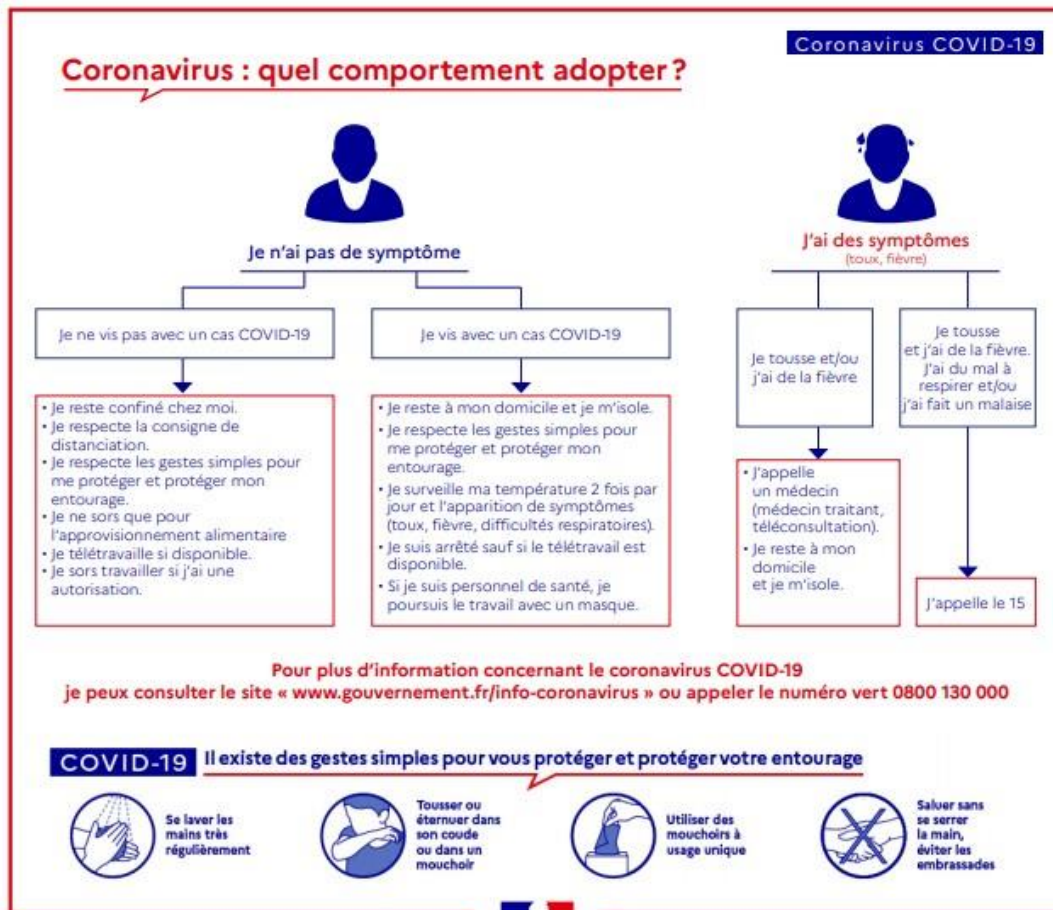 Coronavirus COVID-19
Coronavirus : quel comportement adopter ?
Je n'ai pas de symptôme
Je ne vis pas avec un cas COVID-19
• Je reste confiné chez moi.
• Je respecte la consigne de
distanciation.
• Je respecte les gestes simples pour
me protéger et protéger mon
entourage.
• Je ne sors que pour
l'approvisionnement alimentaire
• Je télétravaille si disponible.
• Je sors travailler si j'ai une
autorisation.
Je vis avec un cas COVID-19
• Je reste à mon domicile et je m'isole.
• Je respecte les gestes simples pour
me protéger et protéger mon
entourage.
• Je surveille ma température 2 fois par
jour et l'apparition de symptômes
(toux, fièvre, difficultés respiratoires).
• Je suis arrêté sauf si le télétravail est
disponible.
• Si je suis personnel de santé, je
poursuis le travail avec un masque.
J'ai des symptômes
(toux, fièvre)
Je tousse et/ou
j'ai de la fièvre
• J'appelle
un médecin
(médecin traitant,
téléconsultation).
• Je reste à mon
domicile
et je m'isole.
Je tousse
et j'ai de la fièvre.
J'ai du mal à
respirer et/ou
j'ai fait un malaise
J'appelle le 15
Pour plus d'information concernant le coronavirus COVID-19
je peux consulter le site « www.gouvernement.fr/info-coronavirus » ou appeler le numéro vert 0800 130 000
COVID-19 Il existe des gestes simples pour vous protéger et protéger votre entourage
Se laver les
mains très
régulièrement
Tousser ou
éternuer dans
son coude
ou dans un
mouchoir
Utiliser des
mouchoirs à
usage unique
Saluer sans
se serrer
la main,
éviter les
embrassades